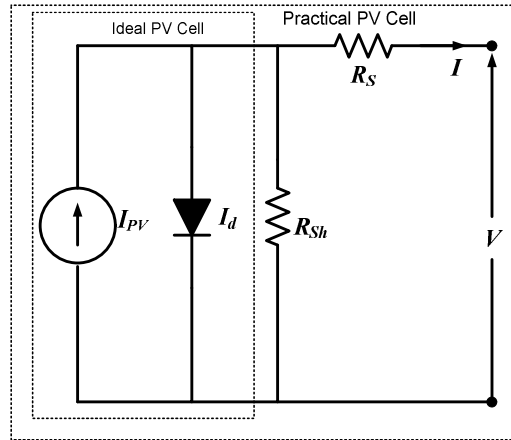 Ideal PV Cell
Practical PV Cell
R_S
I
I_PV
I_d
R_Sh
V